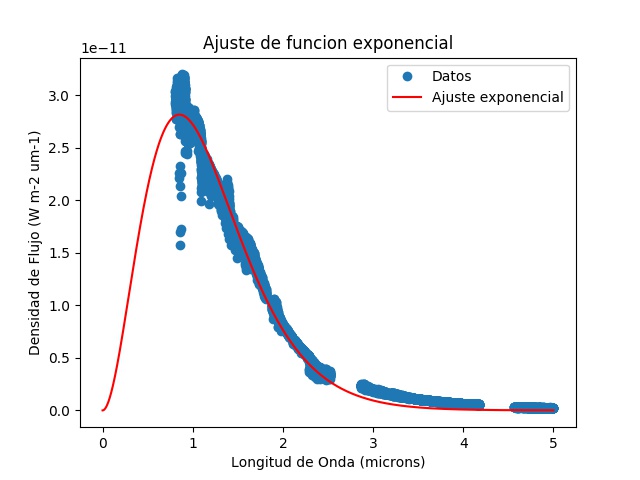 Ajuste de funcion exponencial
1e−11
3.0
2.5
2.0
1.5
1.0
0.5
0.0
Densidad de Flujo (W m-2 um-1)
Datos
Ajuste exponencial
0 1 2 3 4 5
Longitud de Onda (microns)